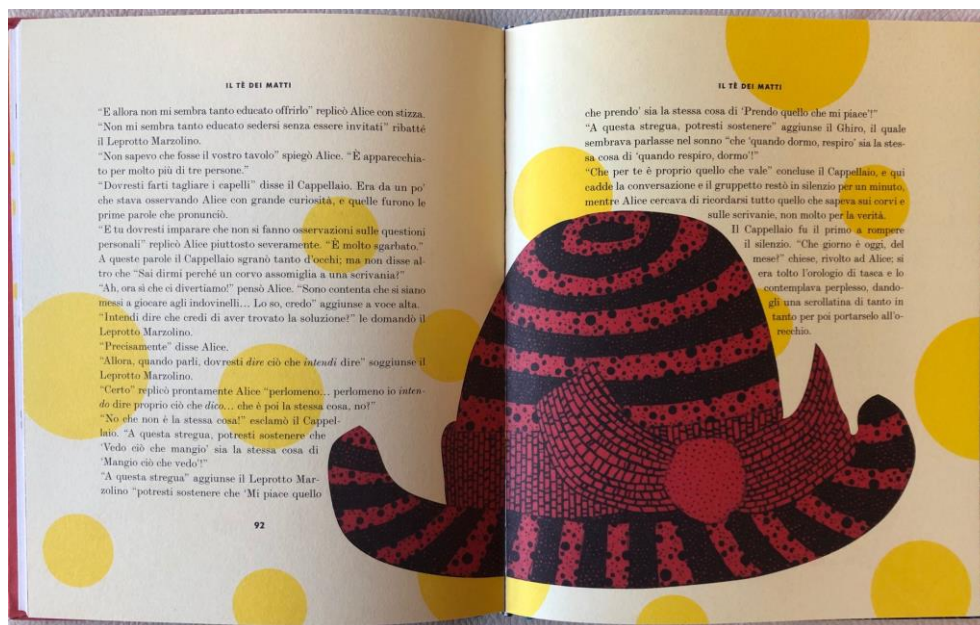 IL TÈ DEI MATTI
“E allora non mi sembra tanto educato offrirlo” replicò Alice con stizza.
“Non mi sembra tanto educato sedersi senza essere invitati” ribatté
il Leprotto Marzolino.
“Non sapevo che fosse il vostro tavolo” spiegò Alice. “È apparecchia-
to per molto più di tre persone.”
“Dovresti farti tagliare i capelli” disse il Cappellaio. Era da un po’
che stava osservando Alice con grande curiosità, e quelle furono le
prime parole che pronunciò.
“E tu dovresti imparare che non si fanno osservazioni sulle questioni
personali” replicò Alice piuttosto severamente. “È molto sgarbato.”
A queste parole il Cappellaio sgranò tanto d’occhi; ma non disse al-
tro che “Sai dirmi perché un corvo assomiglia a una scrivania?”
“Ah, ora sì che ci divertiamo!” pensò Alice. “Sono contenta che si siano
messi a giocare agli indovinelli… Lo so, credo” aggiunse a voce alta.
“Intendi dire che credi di aver trovato la soluzione?” le domandò il
Leprotto Marzolino.
“Precisamente” disse Alice.
“Allora, quando parli, dovresti dire ciò che intendi dire” soggiunse il
Leprotto Marzolino.
“Certo” replicò prontamente Alice “perlomeno… perlomeno io inten-
do dire proprio ciò che dico… che è poi la stessa cosa, no?”
“No che non è la stessa cosa!” esclamò il Cappel-
laio. “A questa stregua, potresti sostenere che
‘Vedo ciò che mangio’ sia la stessa cosa di
‘Mangio ciò che vedo’!”
“A questa stregua” aggiunse il Leprotto Mar-
zolino “potresti sostenere che ‘Mi piace quello
92
IL TÈ DEI MATTI
che prendo’ sia la stessa cosa di ‘Prendo quello che mi piace’!”
“A questa stregua, potresti sostenere” aggiunse il Ghiro, il quale
sembrava parlasse nel sonno “che ‘quando dormo, respiro’ sia la stes-
sa cosa di ‘quando respiro, dormo’!”
“Che per te è proprio quello che vale” concluse il Cappellaio, e qui
cadde la conversazione e il gruppetto restò in silenzio per un minuto,
mentre Alice cercava di ricordarsi tutto quello che sapeva sui corvi e
sulle scrivanie, non molto per la verità.
Il Cappellaio fu il primo a rompere
il silenzio. “Che giorno è oggi, del
mese?” chiese, rivolto ad Alice; si
era tolto l’orologio di tasca e lo
contemplava perplesso, dando-
gli una scrollatina di tanto in
tanto per poi portarselo all’o-
recchio.